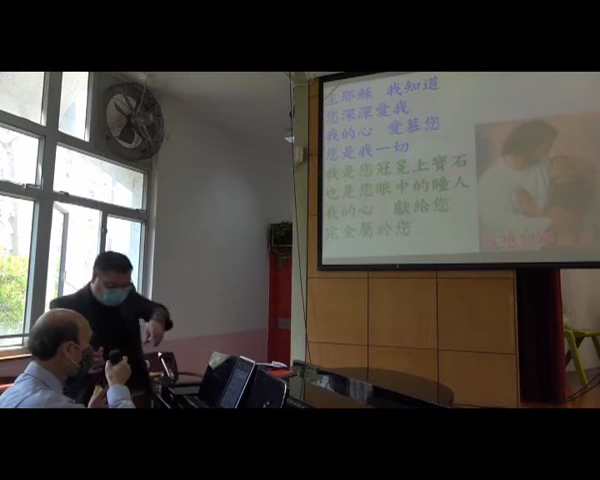 主耶穌　我知道
您深深愛我
我的心　愛慕您
您是我一切
我是您冠冕上寶石
也是您眼中的瞳人
我的心　獻給您
完全屬於您